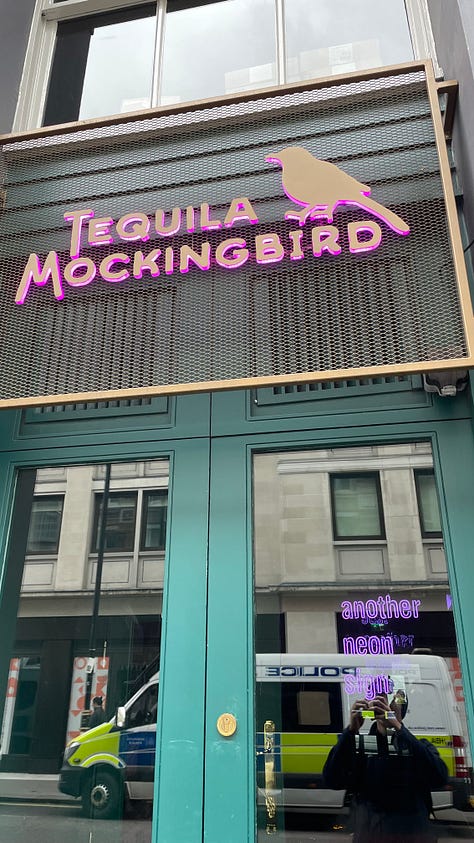 TEQUILA
MOCKINGBIRD
another
neon
sign
POLICE